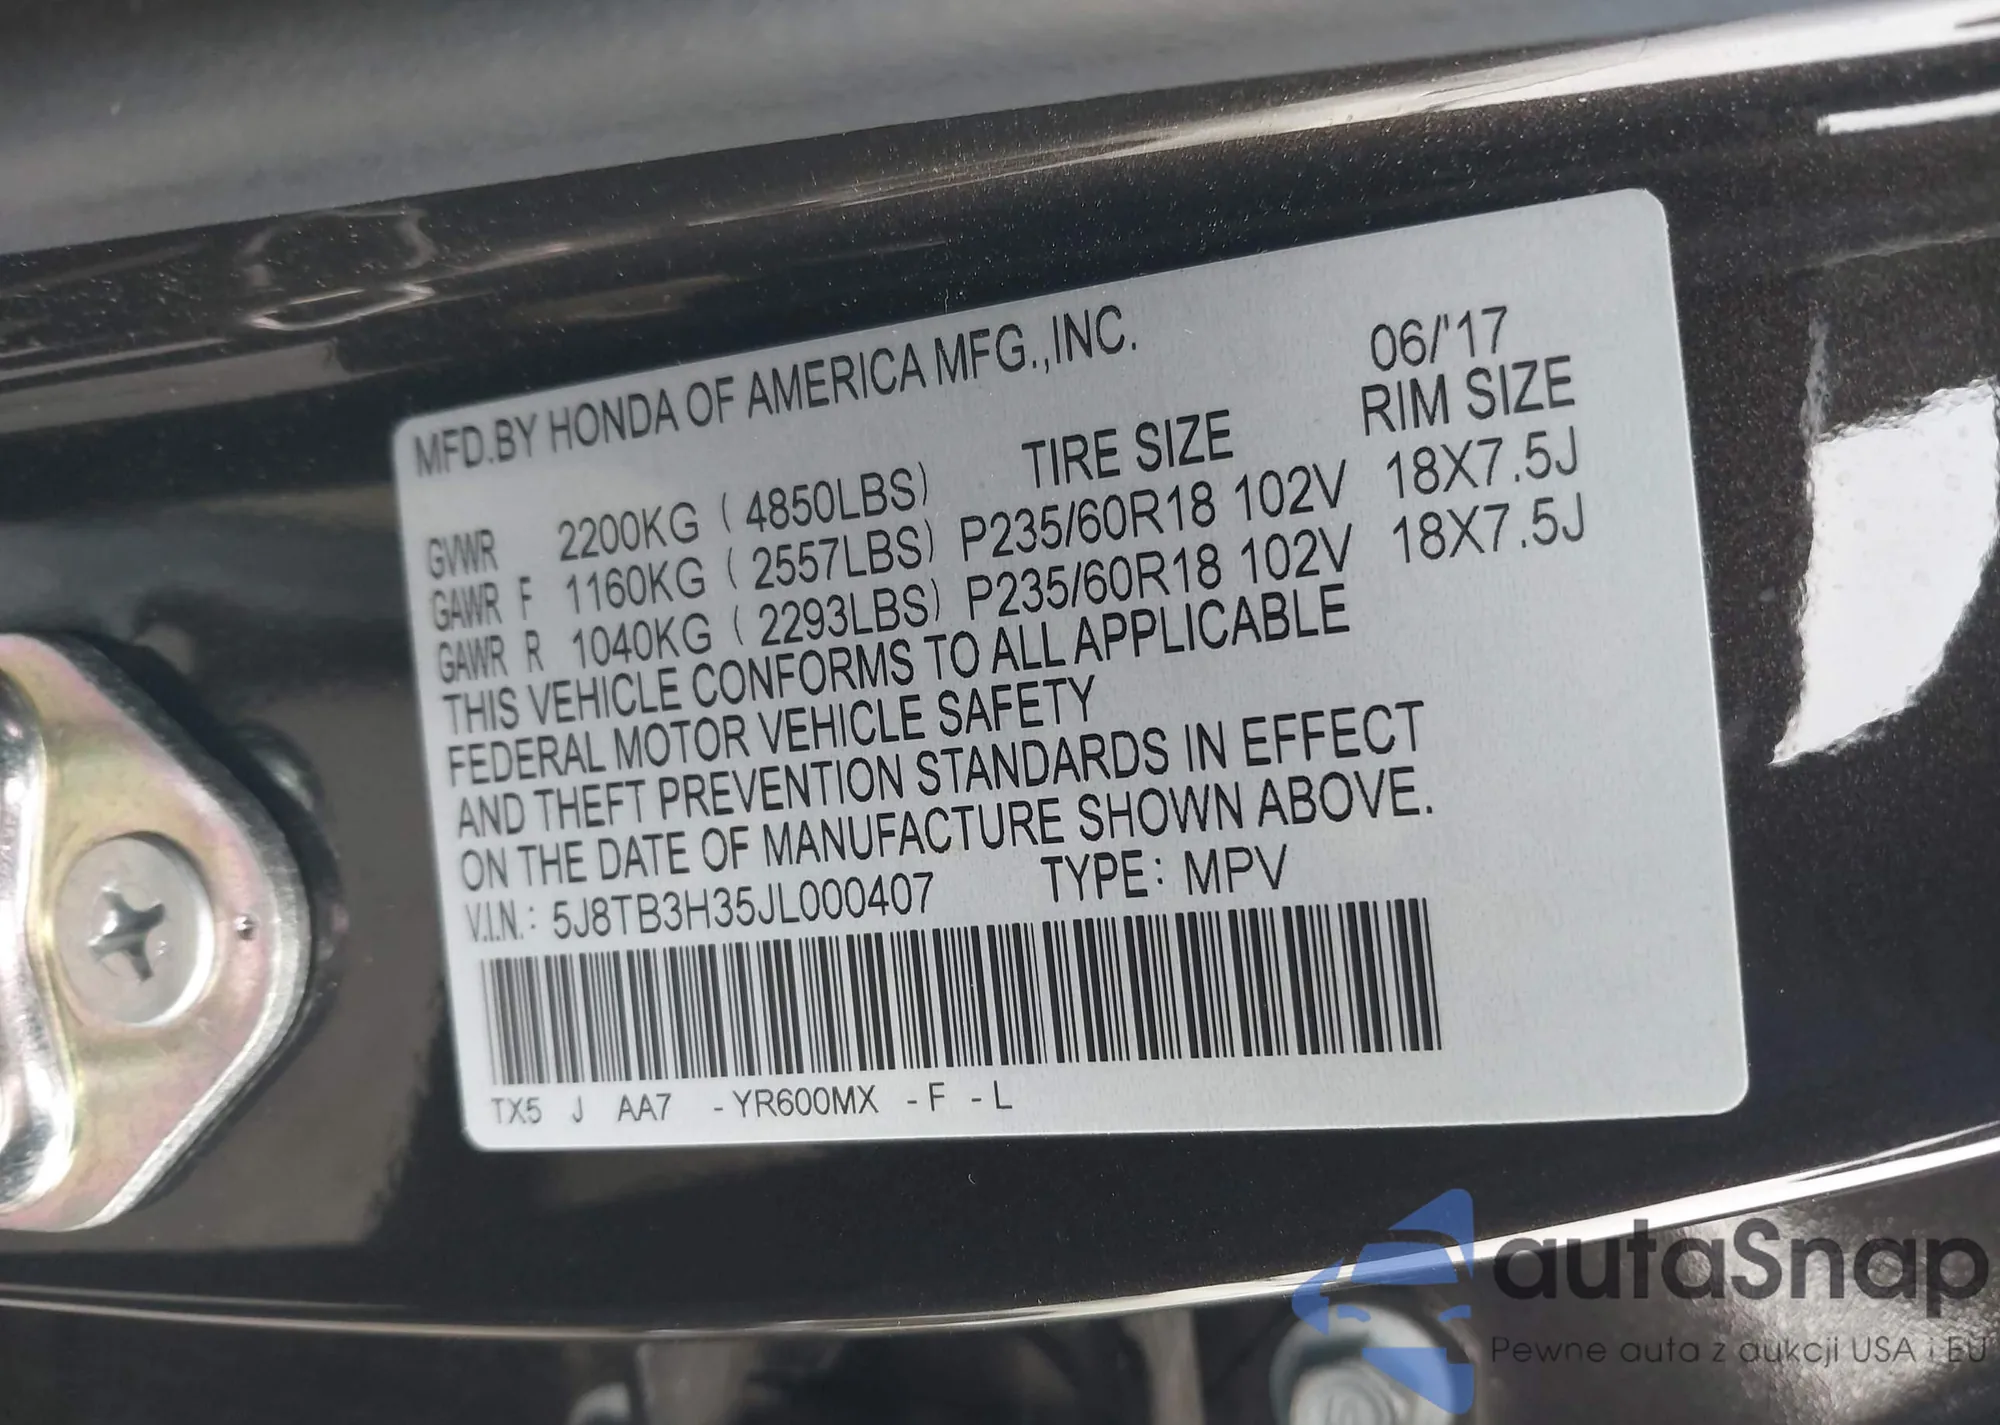 MFD.BY HONDA OF AMERICA MFG.,INC. 06/'17
TIRE SIZE RIM SIZE
GVWR 2200KG ( 4850LBS)
GAWR F 1160KG ( 2557LBS) P235/60R18 102V 18X7.5J
GAWR R 1040KG ( 2293LBS) P235/60R18 102V 18X7.5J
THIS VEHICLE CONFORMS TO ALL APPLICABLE
FEDERAL MOTOR VEHICLE SAFETY
AND THEFT PREVENTION STANDARDS IN EFFECT
ON THE DATE OF MANUFACTURE SHOWN ABOVE.
V.I.N.: 5J8TB3H35JL000407 TYPE: MPV
TX5 J AA7 -YR600MX -F -L
autaSnap
Pewne auta z aukcji USA i EU